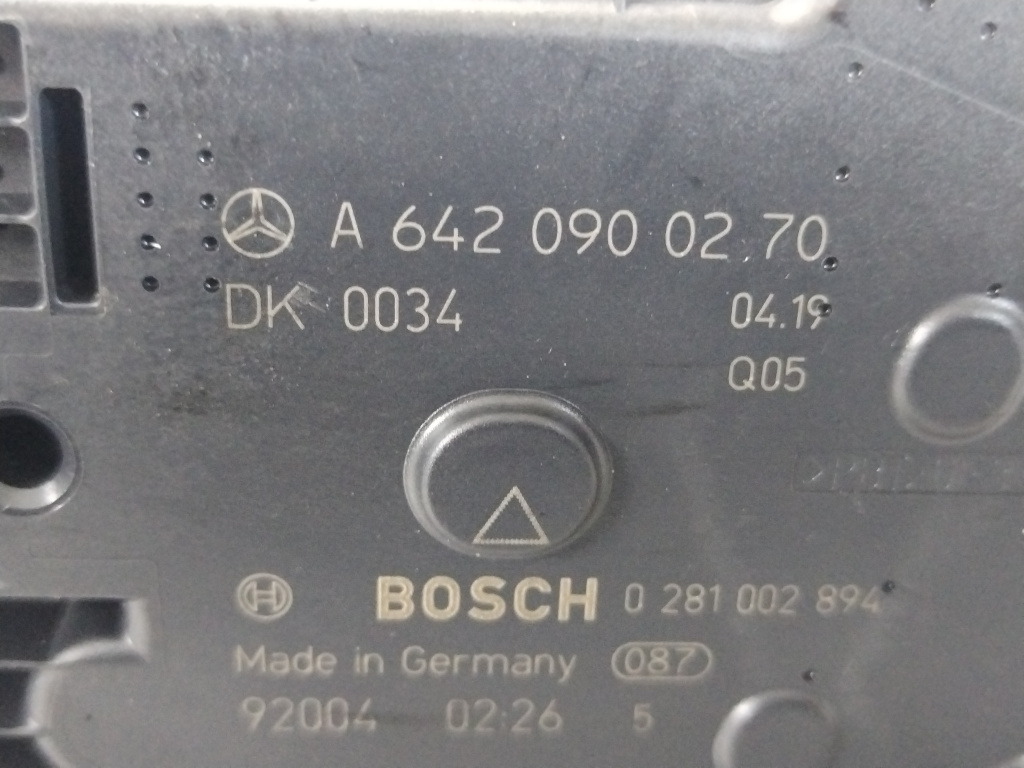 A 642 090 02 70
DK 0034 04.19
Q05
BOSCH 0 281 002 894
Made in Germany 087
92004 02:26 5